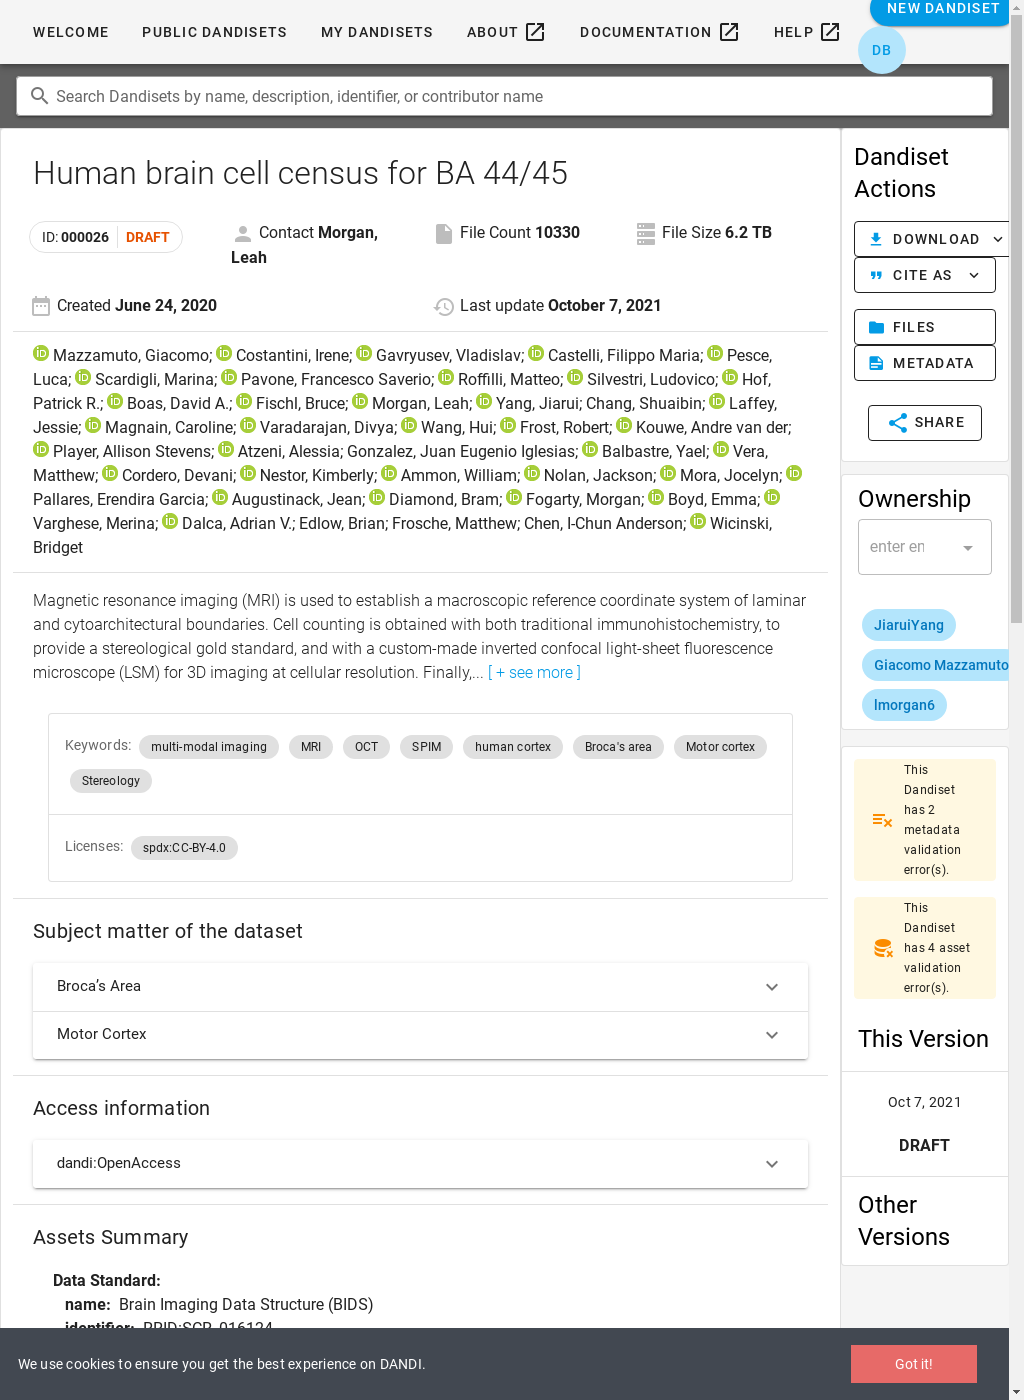 WELCOME PUBLIC DANDISETS MY DANDISETS ABOUT DOCUMENTATION HELP NEW DANDISET
DB
Search Dandisets by name, description, identifier, or contributor name
Human brain cell census for BA 44/45
ID: 000026 DRAFT
Contact Morgan, Leah
File Count 10330
File Size 6.2 TB
Created June 24, 2020
Last update October 7, 2021
Mazzamuto, Giacomo; Costantini, Irene; Gavryusev, Vladislav; Castelli, Filippo Maria; Pesce,
Luca; Scardigli, Marina; Pavone, Francesco Saverio; Roffilli, Matteo; Silvestri, Ludovico; Hof,
Patrick R.; Boas, David A.; Fischl, Bruce; Morgan, Leah; Yang, Jiarui; Chang, Shuaibin; Laffey,
Jessie; Magnain, Caroline; Varadarajan, Divya; Wang, Hui; Frost, Robert; Kouwe, Andre van der;
Player, Allison Stevens; Atzeni, Alessia; Gonzalez, Juan Eugenio Iglesias; Balbastre, Yael; Vera,
Matthew; Cordero, Devani; Nestor, Kimberly; Ammon, William; Nolan, Jackson; Mora, Jocelyn;
Pallares, Erendira Garcia; Augustinack, Jean; Diamond, Bram; Fogarty, Morgan; Boyd, Emma;
Varghese, Merina; Dalca, Adrian V.; Edlow, Brian; Frosche, Matthew; Chen, I-Chun Anderson; Wicinski,
Bridget
Magnetic resonance imaging (MRI) is used to establish a macroscopic reference coordinate system of laminar
and cytoarchitectural boundaries. Cell counting is obtained with both traditional immunohistochemistry, to
provide a stereological gold standard, and with a custom-made inverted confocal light-sheet fluorescence
microscope (LSM) for 3D imaging at cellular resolution. Finally,... [ + see more ]
Keywords: multi-modal imaging MRI OCT SPIM human cortex Broca's area Motor cortex
Stereology
Licenses: spdx:CC-BY-4.0
Subject matter of the dataset
Broca’s Area
Motor Cortex
Access information
dandi:OpenAccess
Assets Summary
Data Standard:
name: Brain Imaging Data Structure (BIDS)
identifier: RRID:SCR_016124
Dandiset
Actions
DOWNLOAD
CITE AS
FILES
METADATA
SHARE
Ownership
enter en
JiaruiYang
Giacomo Mazzamuto
lmorgan6
This
Dandiset
has 2
metadata
validation
error(s).
This
Dandiset
has 4 asset
validation
error(s).
This Version
Oct 7, 2021
DRAFT
Other
Versions
We use cookies to ensure you get the best experience on DANDI.
Got it!